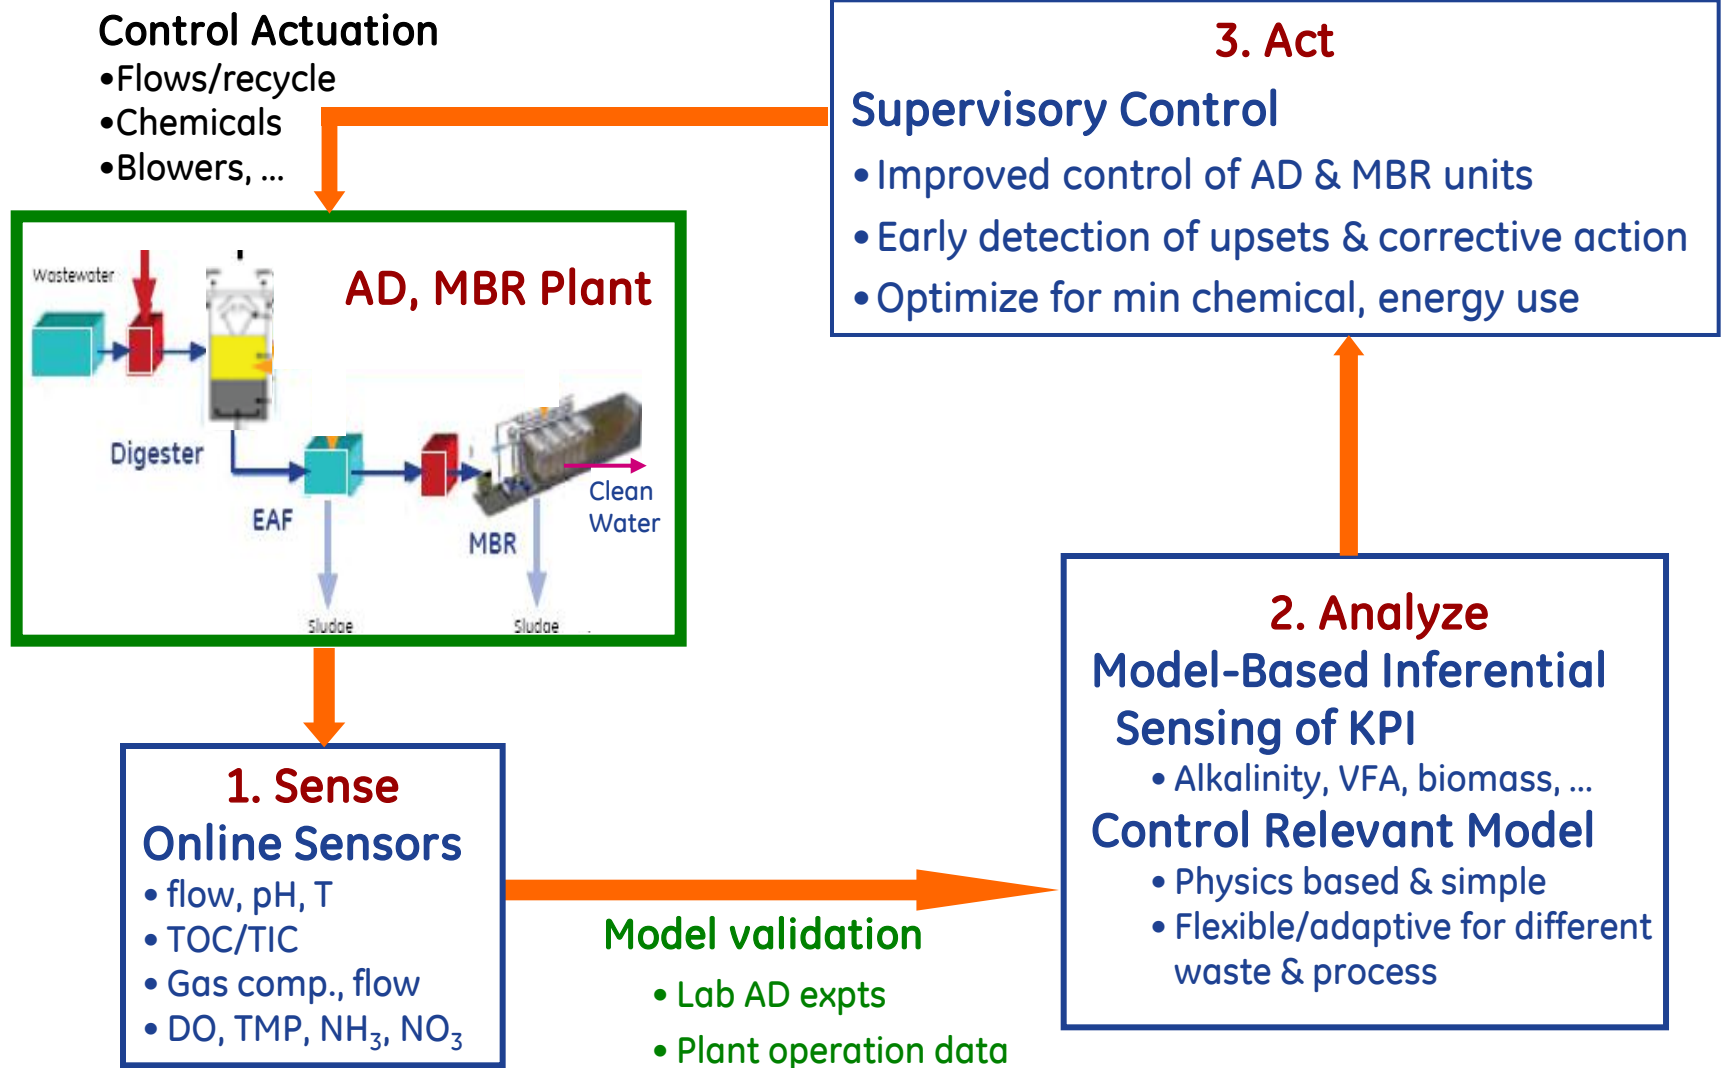 Control Actuation
•Flows/recycle
•Chemicals
•Blowers, ...
3. Act
Supervisory Control
•Improved control of AD & MBR units
•Early detection of upsets & corrective action
•Optimize for min chemical, energy use
Wastewater
AD, MBR Plant
Digester
EAF
MBR
Clean
Water
Sludge
Sludge
1. Sense
Online Sensors
• flow, pH, T
• TOC/TIC
• Gas comp., flow
• DO, TMP, NH₃, NO₃
Model validation
• Lab AD expts
• Plant operation data
2. Analyze
Model-Based Inferential
Sensing of KPI
• Alkalinity, VFA, biomass, ...
Control Relevant Model
• Physics based & simple
• Flexible/adaptive for different
waste & process